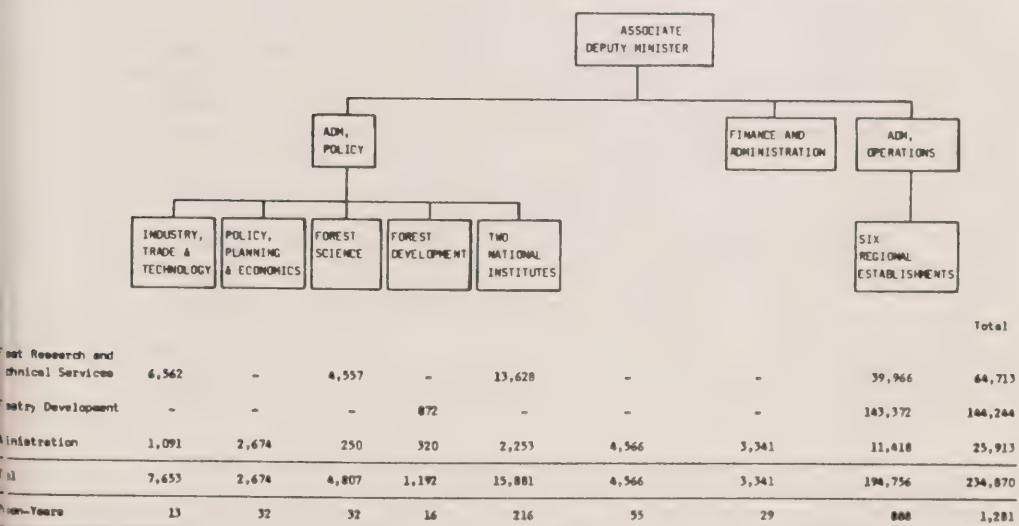 ASSOCIATE
DEPUTY MINISTER
ADM,
POLICY
FINANCE AND
ADMINISTRATION
ADM,
OPERATIONS
INDUSTRY,
TRADE &
TECHNOLOGY
POLICY,
PLANNING
& ECONOMICS
FOREST
SCIENCE
FOREST
DEVELOPMENT
TWO
NATIONAL
INSTITUTES
SIX
REGIONAL
ESTABLISHMENTS
Total
Research and
chnical Services 6,562 - 4,557 - 13,628 - - 39,966 64,713
Development - - - 872 - - - 143,372 144,244
inistration 1,091 2,674 250 320 2,253 4,566 3,341 11,418 25,913
7,653 2,674 4,807 1,192 15,881 4,566 3,341 194,756 234,870
-Years 13 32 32 16 216 55 29 888 1,281